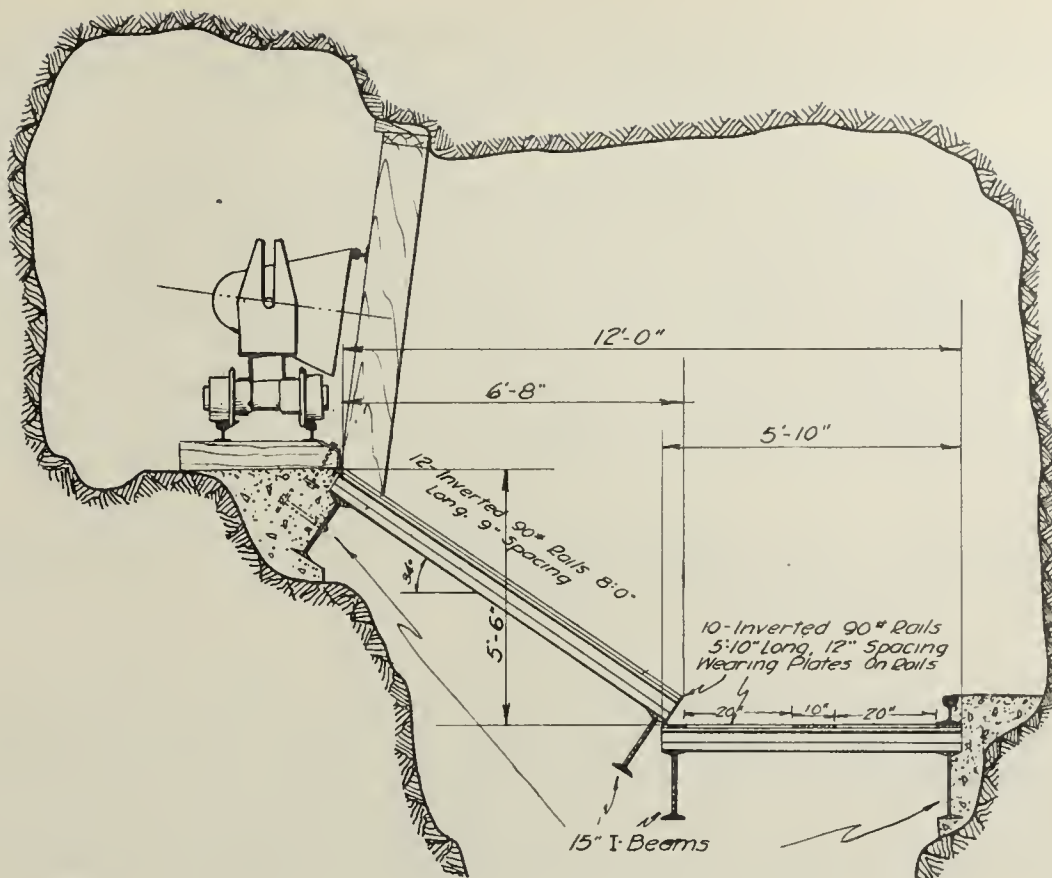 12'-0"
6'-8"
5'-10"
12-Inverted 90# Rails 8'-0"
Long. 9" Spacing
34°
5'-6"
10-Inverted 90# Rails
5'-10" Long, 12" Spacing
Wearing Plates On Rails
20" 10" 20"
15" I-Beams